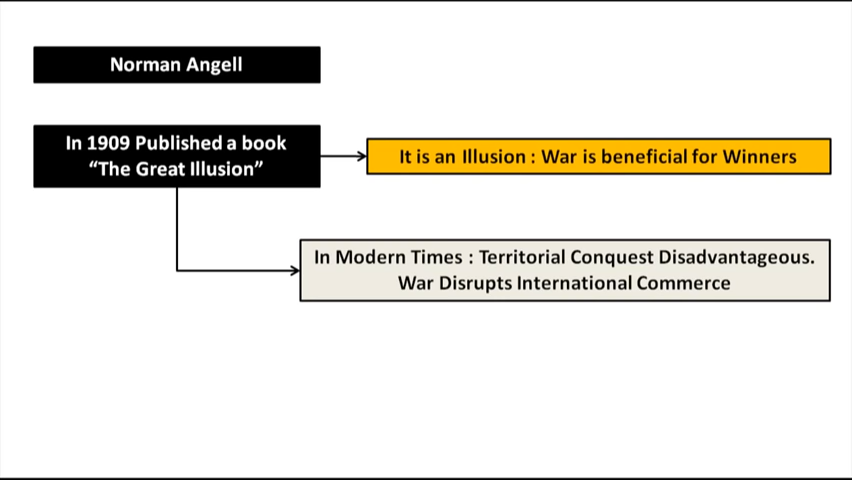 Norman Angell
In 1909 Published a book
“The Great Illusion”
It is an Illusion : War is beneficial for Winners
In Modern Times : Territorial Conquest Disadvantageous.
War Disrupts International Commerce